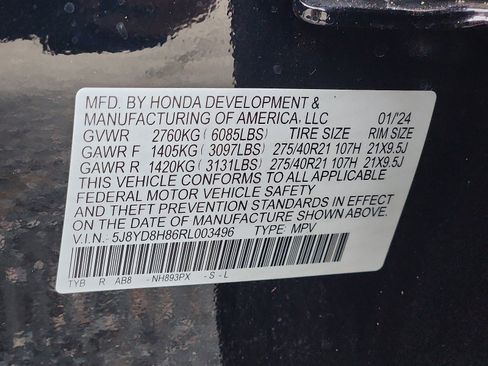 MFD. BY HONDA DEVELOPMENT &
MANUFACTURING OF AMERICA, LLC 01/'24
GVWR 2760KG (6085LBS) TIRE SIZE RIM SIZE
GAWR F 1405KG (3097LBS) 275/40R21 107H 21X9.5J
GAWR R 1420KG (3131LBS) 275/40R21 107H 21X9.5J
THIS VEHICLE CONFORMS TO ALL APPLICABLE
FEDERAL MOTOR VEHICLE SAFETY
AND THEFT PREVENTION STANDARDS IN EFFECT
ON THE DATE OF MANUFACTURE SHOWN ABOVE.
V.I.N.: 5J8YD8H86RL003496 TYPE: MPV
TYB R AB8 -NH893PX -S-L